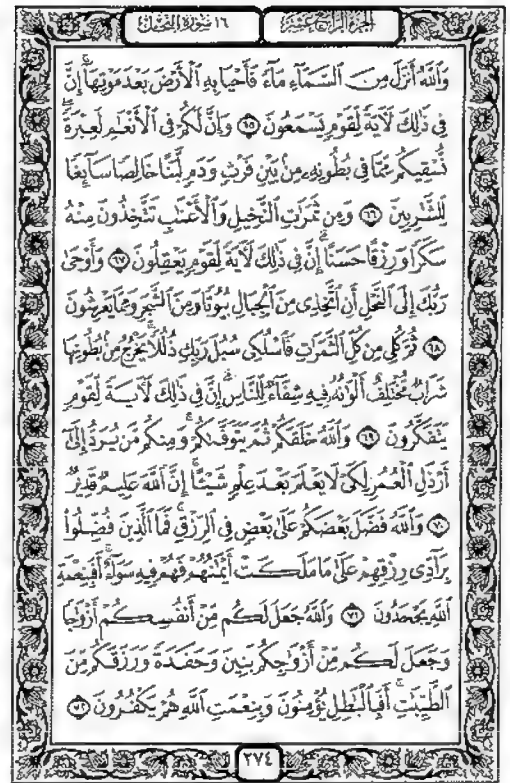 الجزء الرابع عشر ١٦ سورة النحل
وَٱللَّهُ أَنزَلَ مِنَ ٱلسَّمَآءِ مَآءً فَأَحْيَا بِهِ ٱلْأَرْضَ بَعْدَ مَوْتِهَآ ۚ إِنَّ
فِى ذَٰلِكَ لَءَايَةً لِّقَوْمٍ يَسْمَعُونَ ٦٥ وَإِنَّ لَكُمْ فِى ٱلْأَنْعَٰمِ لَعِبْرَةً ۖ
نُّسْقِيكُم مِّمَّا فِى بُطُونِهِۦ مِنۢ بَيْنِ فَرْثٍ وَدَمٍ لَّبَنًا خَالِصًا سَآئِغًا
لِّلشَّٰرِبِينَ ٦٦ وَمِن ثَمَرَٰتِ ٱلنَّخِيلِ وَٱلْأَعْنَٰبِ تَتَّخِذُونَ مِنْهُ
سَكَرًا وَرِزْقًا حَسَنًا ۗ إِنَّ فِى ذَٰلِكَ لَءَايَةً لِّقَوْمٍ يَعْقِلُونَ ٦٧ وَأَوْحَىٰ
رَبُّكَ إِلَى ٱلنَّحْلِ أَنِ ٱتَّخِذِى مِنَ ٱلْجِبَالِ بُيُوتًا وَمِنَ ٱلشَّجَرِ وَمِمَّا يَعْرِشُونَ
٦٨ ثُمَّ كُلِى مِن كُلِّ ٱلثَّمَرَٰتِ فَٱسْلُكِى سُبُلَ رَبِّكِ ذُلُلًا ۚ يَخْرُجُ مِنۢ بُطُونِهَا
شَرَابٌ مُّخْتَلِفٌ أَلْوَٰنُهُۥ فِيهِ شِفَآءٌ لِّلنَّاسِ ۗ إِنَّ فِى ذَٰلِكَ لَءَايَةً لِّقَوْمٍ
يَتَفَكَّرُونَ ٦٩ وَٱللَّهُ خَلَقَكُمْ ثُمَّ يَتَوَفَّىٰكُمْ ۚ وَمِنكُم مَّن يُرَدُّ إِلَىٰٓ
أَرْذَلِ ٱلْعُمُرِ لِكَىْ لَا يَعْلَمَ بَعْدَ عِلْمٍ شَيْـًٔا ۚ إِنَّ ٱللَّهَ عَلِيمٌ قَدِيرٌ
٧٠ وَٱللَّهُ فَضَّلَ بَعْضَكُمْ عَلَىٰ بَعْضٍ فِى ٱلرِّزْقِ ۚ فَمَا ٱلَّذِينَ فُضِّلُوا۟
بِرَآدِّى رِزْقِهِمْ عَلَىٰ مَا مَلَكَتْ أَيْمَٰنُهُمْ فَهُمْ فِيهِ سَوَآءٌ ۚ أَفَبِنِعْمَةِ
ٱللَّهِ يَجْحَدُونَ ٧١ وَٱللَّهُ جَعَلَ لَكُم مِّنْ أَنفُسِكُمْ أَزْوَٰجًا
وَجَعَلَ لَكُم مِّنْ أَزْوَٰجِكُم بَنِينَ وَحَفَدَةً وَرَزَقَكُم مِّنَ
ٱلطَّيِّبَٰتِ ۚ أَفَبِٱلْبَٰطِلِ يُؤْمِنُونَ وَبِنِعْمَتِ ٱللَّهِ هُمْ يَكْفُرُونَ ٧٢
٢٧٤